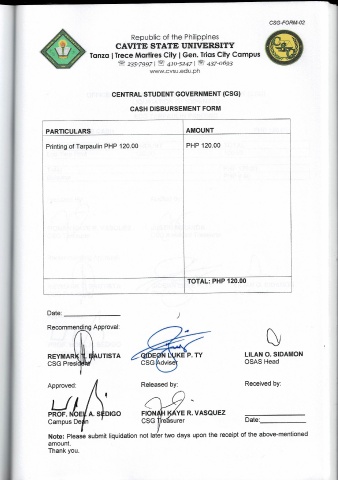 CSG-FORM-02
Republic of the Philippines
CAVITE STATE UNIVERSITY
Tanza | Trece Martires City | Gen. Trias City Campus
☏ 235-7997 | ☏ 410-5247 | ☏ 437-0693
www.cvsu.edu.ph
CENTRAL STUDENT GOVERNMENT (CSG)
CASH DISBURSEMENT FORM
PARTICULARS AMOUNT
Printing of Tarpaulin PHP 120.00 PHP 120.00
TOTAL: PHP 120.00
Date:
Recommending Approval:
REYMARK T. BAUTISTA GIDEON LUKE P. TY LILAN O. SIDAMON
CSG President CSG Adviser OSAS Head
Approved: Released by: Received by:
PROF. NOEL A. SEDIGO FIONAH KAYE R. VASQUEZ
Campus Dean CSG Treasurer Date:
Note: Please submit liquidation not later two days upon the receipt of the above-mentioned
amount.
Thank you.